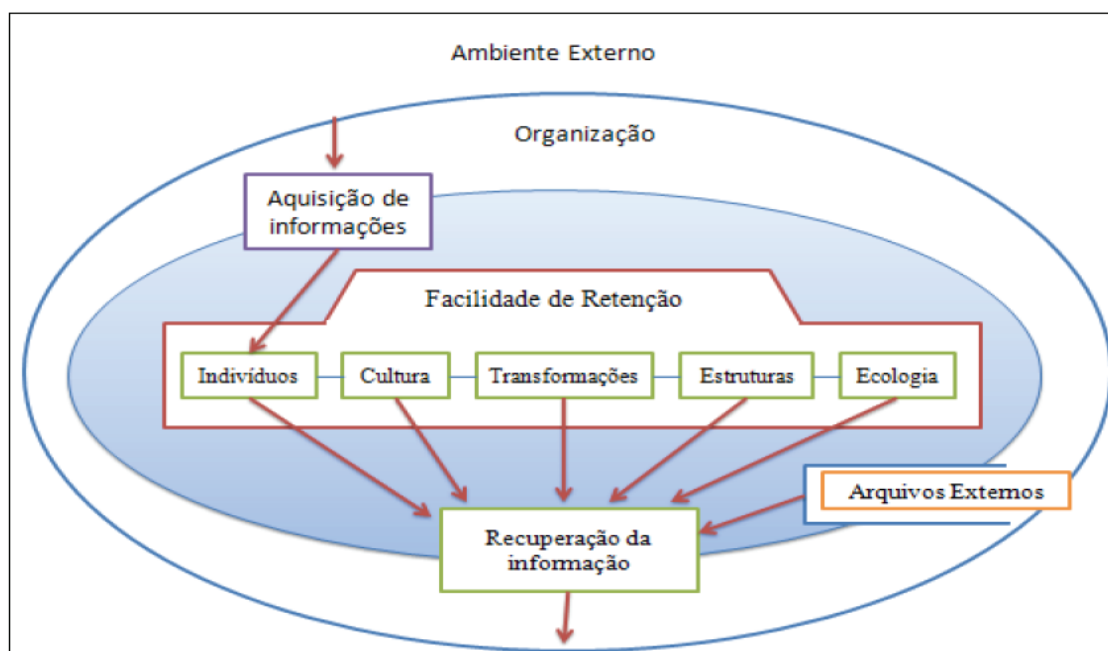 Ambiente Externo
Organização
Aquisição de
informações
Facilidade de Retenção
Indivíduos
Cultura
Transformações
Estruturas
Ecologia
Arquivos Externos
Recuperação da
informação